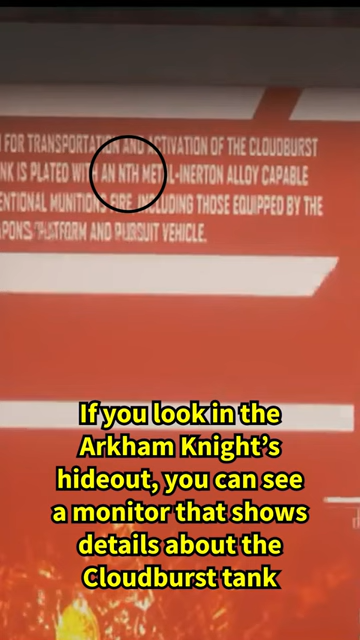 FOR TRANSPORTATION AND ACTIVATION OF THE CLOUDBURST
NK IS PLATED WITH AN NTH METAL-INERTON ALLOY CAPABLE
ENTIONAL MUNITIONS FIRE, INCLUDING THOSE EQUIPPED BY THE
APONS PLATFORM AND PURSUIT VEHICLE.
If you look in the
Arkham Knight's
hideout, you can see
a monitor that shows
details about the
Cloudburst tank